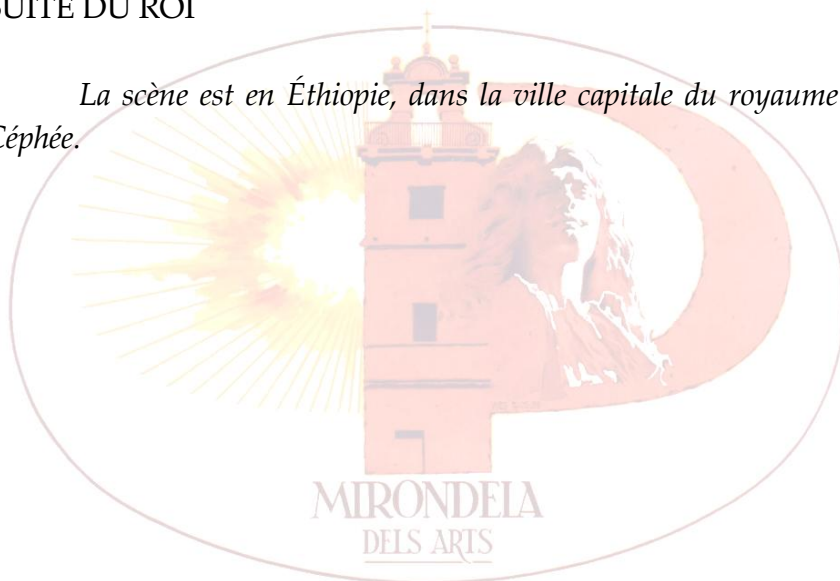 SUITE DU ROI
La scène est en Éthiopie, dans la ville capitale du royaume
Céphée.
MIRONDELA
DELS ARTS